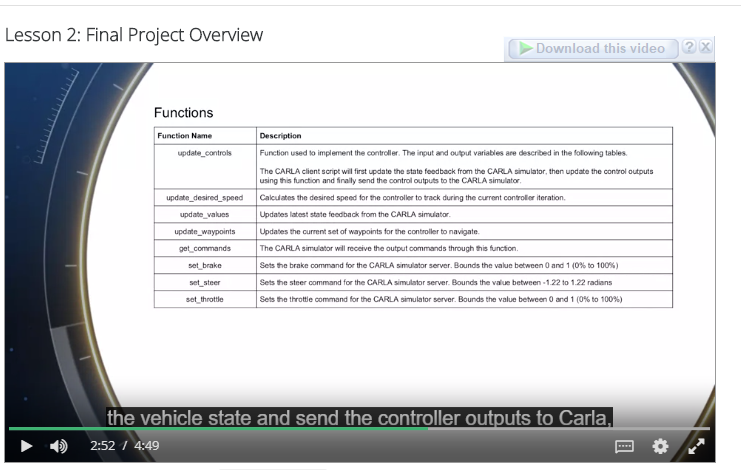 Lesson 2: Final Project Overview
Download this video
? X
Functions
Function Name Description
update_controls Function used to implement the controller. The input and output variables are described in the following tables.
The CARLA client script will first update the state feedback from the CARLA simulator, then update the control outputs
using this function and finally send the control outputs to the CARLA simulator.
update_desired_speed Calculates the desired speed for the controller to track during the current controller iteration.
update_values Updates latest state feedback from the CARLA simulator.
update_waypoints Updates the current set of waypoints for the controller to navigate.
get_commands The CARLA simulator will receive the output commands through this function.
set_brake Sets the brake command for the CARLA simulator server. Bounds the value between 0 and 1 (0% to 100%)
set_steer Sets the steer command for the CARLA simulator server. Bounds the value between -1.22 to 1.22 radians
set_throttle Sets the throttle command for the CARLA simulator server. Bounds the value between 0 and 1 (0% to 100%)
the vehicle state and send the controller outputs to Carla,
2:52 / 4:49